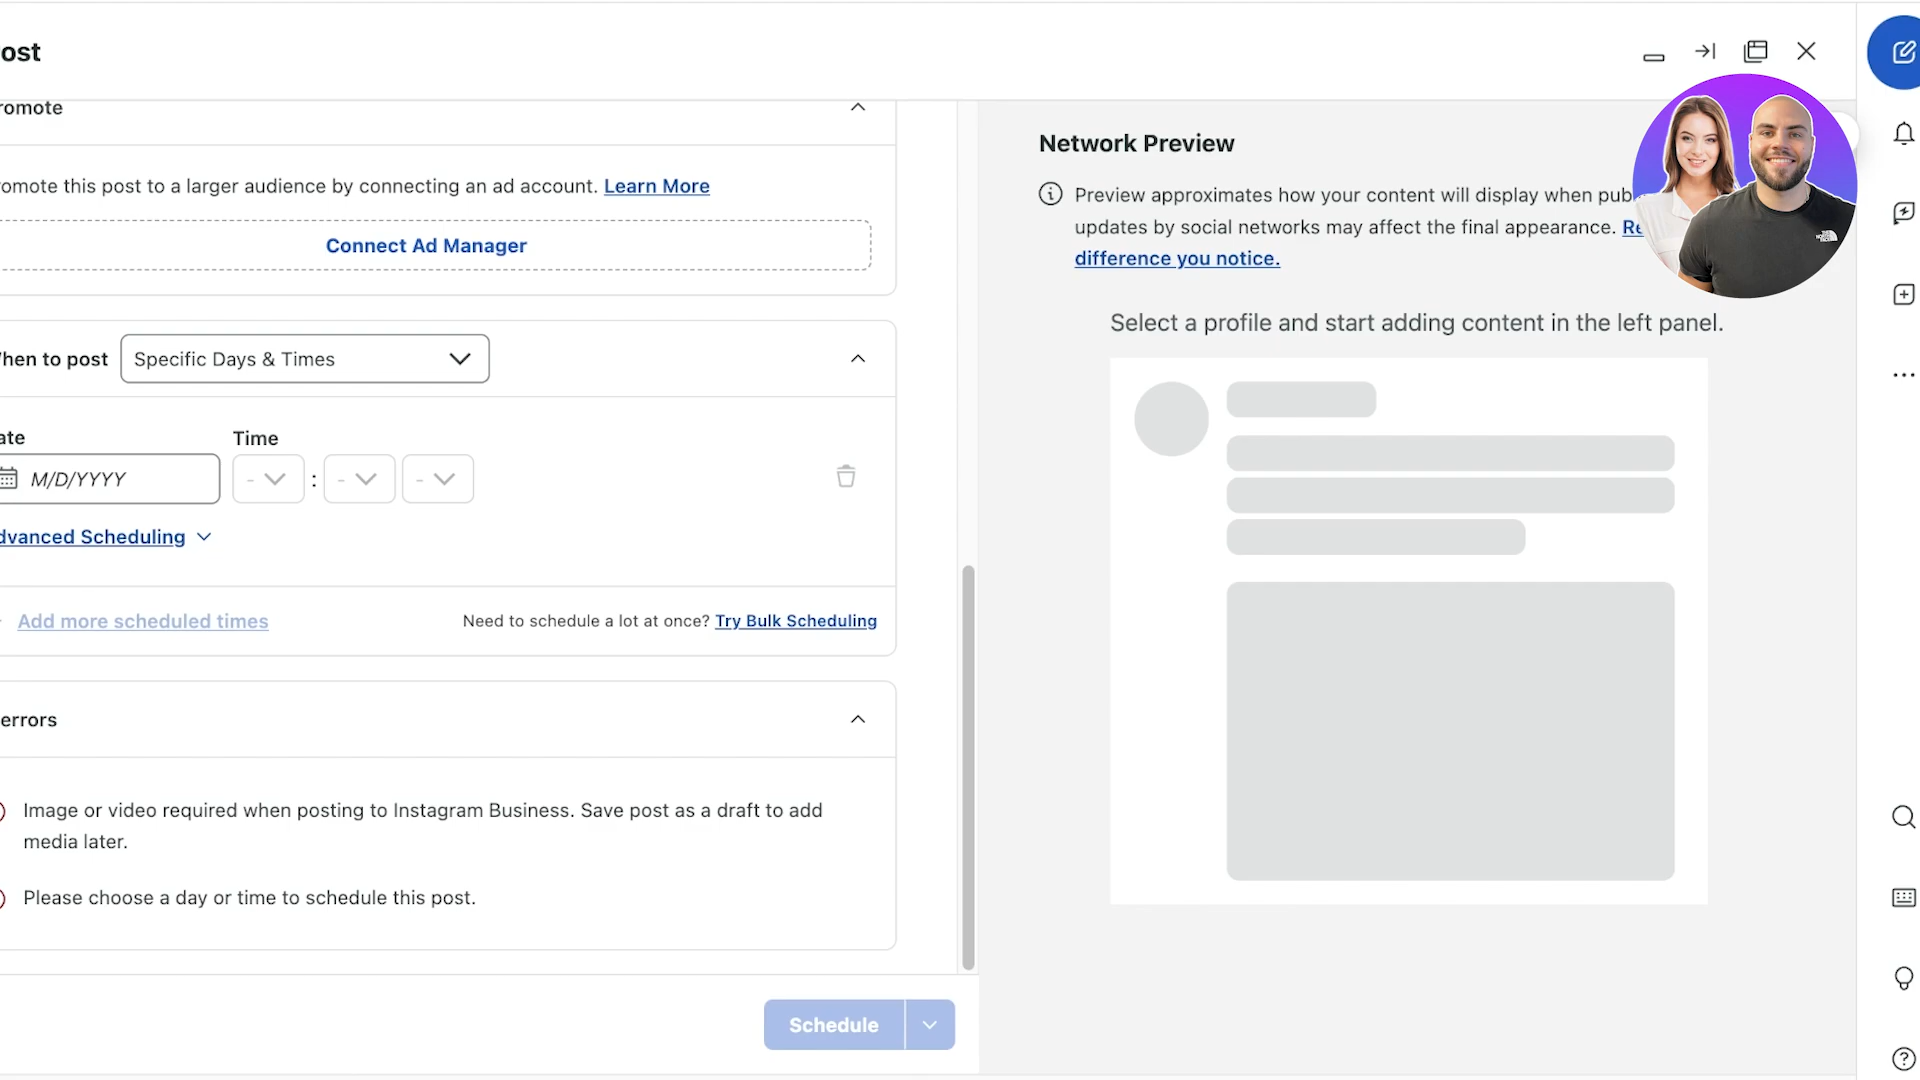 ost
romote
omote this post to a larger audience by connecting an ad account. Learn More
Connect Ad Manager
hen to post Specific Days & Times
ate Time
M/D/YYYY - : - -
dvanced Scheduling
Add more scheduled times Need to schedule a lot at once? Try Bulk Scheduling
errors
Image or video required when posting to Instagram Business. Save post as a draft to add
media later.
Please choose a day or time to schedule this post.
Schedule
Network Preview
Preview approximates how your content will display when pub
updates by social networks may affect the final appearance. Re
difference you notice.
Select a profile and start adding content in the left panel.